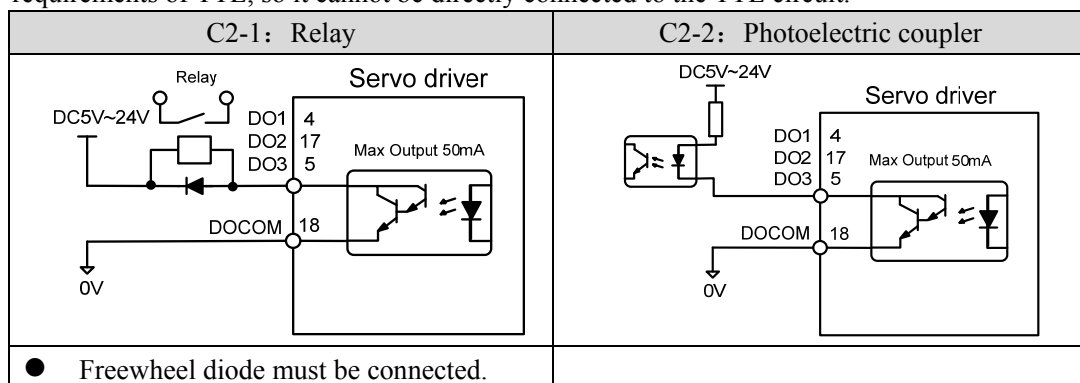 requirements of TTL, so it cannot be directly connected to the TTL circuit.
C2-1： Relay
C2-2： Photoelectric coupler
Relay
Servo driver
DC5V~24V
DO1 4
DO2 17
DO3 5
Max Output 50mA
DOCOM 18
0V
DC5V~24V
Servo driver
DO1 4
DO2 17
DO3 5
Max Output 50mA
DOCOM 18
0V
● Freewheel diode must be connected.